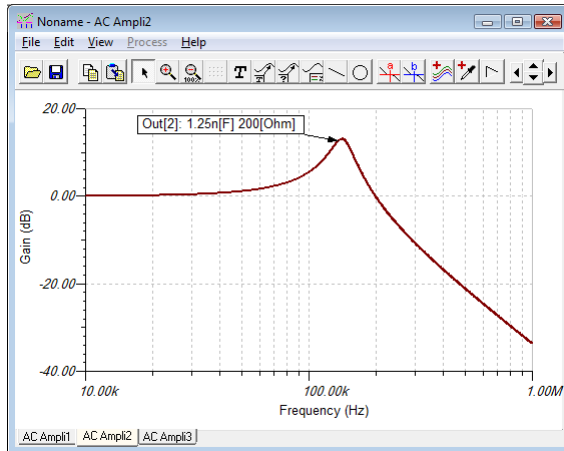 Noname - AC Ampli2
File Edit View Process Help
100% T a b
20.00
Out[2]: 1.25n[F] 200[Ohm]
0.00
Gain (dB)
-20.00
-40.00
10.00k 100.00k 1.00M
Frequency (Hz)
AC Ampli1 AC Ampli2 AC Ampli3